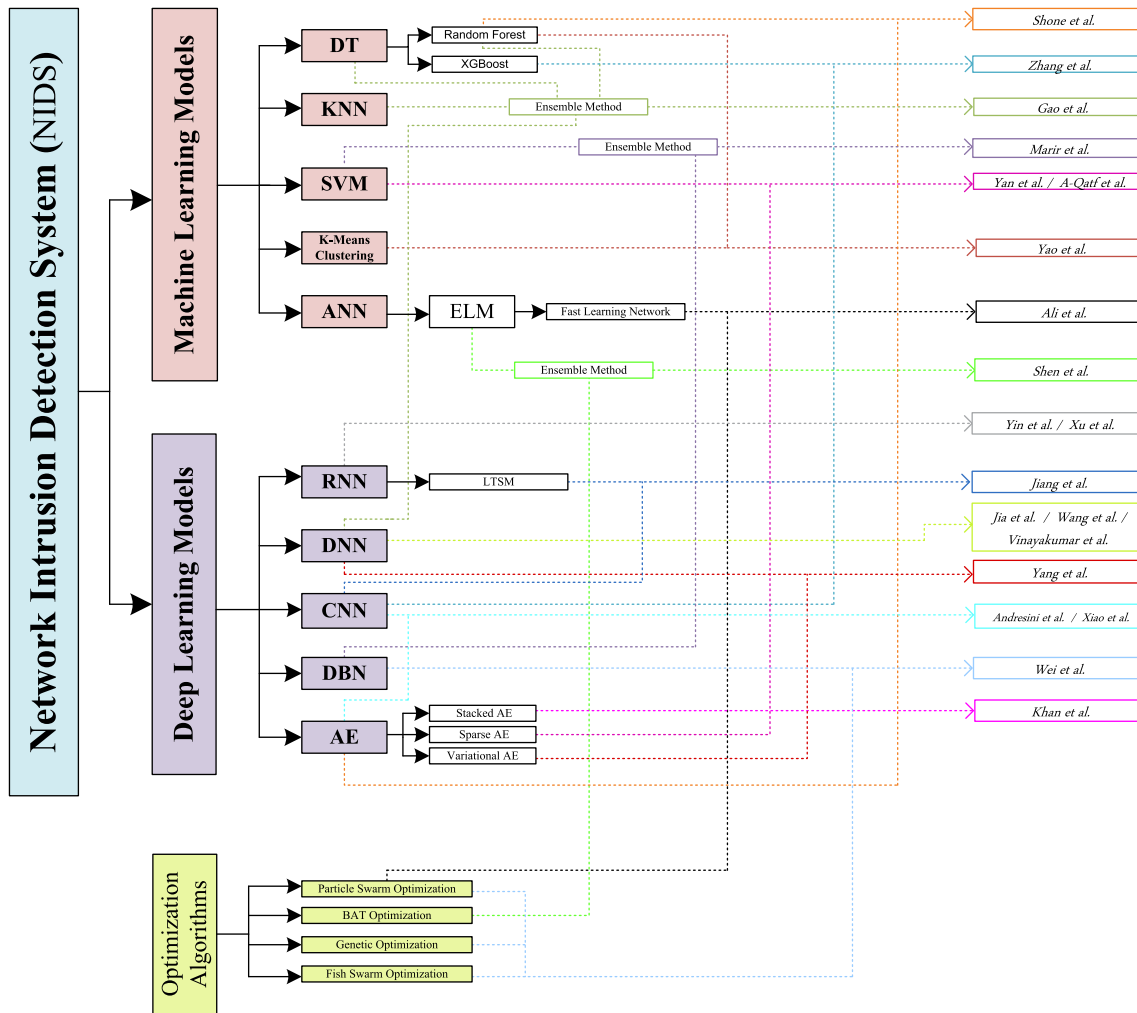 Network Intrusion Detection System (NIDS)
Machine Learning Models
DT
Random Forest
XGBoost
KNN
Ensemble Method
Ensemble Method
SVM
K-Means
Clustering
ANN
ELM
Fast Learning Network
Ensemble Method
Deep Learning Models
RNN
LTSM
DNN
CNN
DBN
AE
Stacked AE
Sparse AE
Variational AE
Optimization
Algorithms
Particle Swarm Optimization
BAT Optimization
Genetic Optimization
Fish Swarm Optimization
Shone et al.
Zhang et al.
Gao et al.
Marir et al.
Yan et al. / A-Qatf et al.
Yao et al.
Ali et al.
Shen et al.
Yin et al. / Xu et al.
Jiang et al.
Jia et al. / Wang et al. /
Vinayakumar et al.
Yang et al.
Andresini et al. / Xiao et al.
Wei et al.
Khan et al.